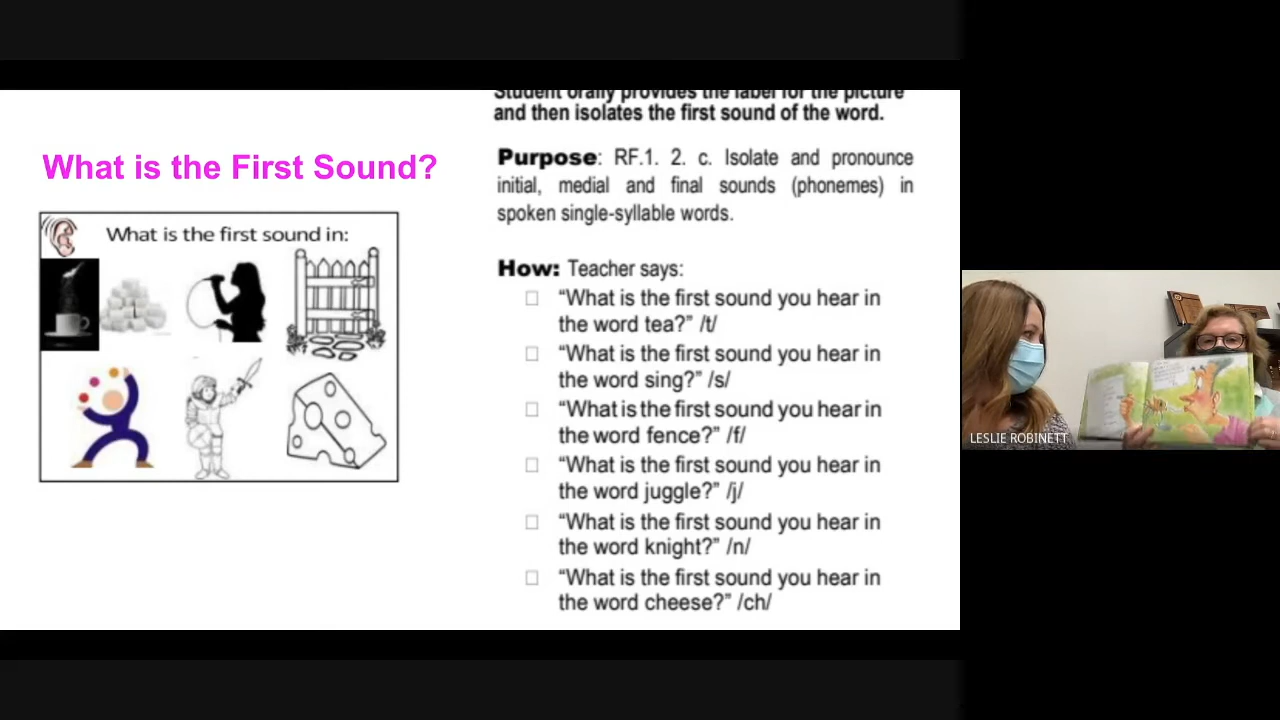 Student orally provides the label for the picture
and then isolates the first sound of the word.
What is the First Sound?
What is the first sound in:
Purpose: RF.1. 2. c. Isolate and pronounce
initial, medial and final sounds (phonemes) in
spoken single-syllable words.
How: Teacher says:
“What is the first sound you hear in
the word tea?” /t/
“What is the first sound you hear in
the word sing?” /s/
“What is the first sound you hear in
the word fence?” /f/
“What is the first sound you hear in
the word juggle?” /j/
“What is the first sound you hear in
the word knight?” /n/
“What is the first sound you hear in
the word cheese?” /ch/
LESLIE ROBINETT